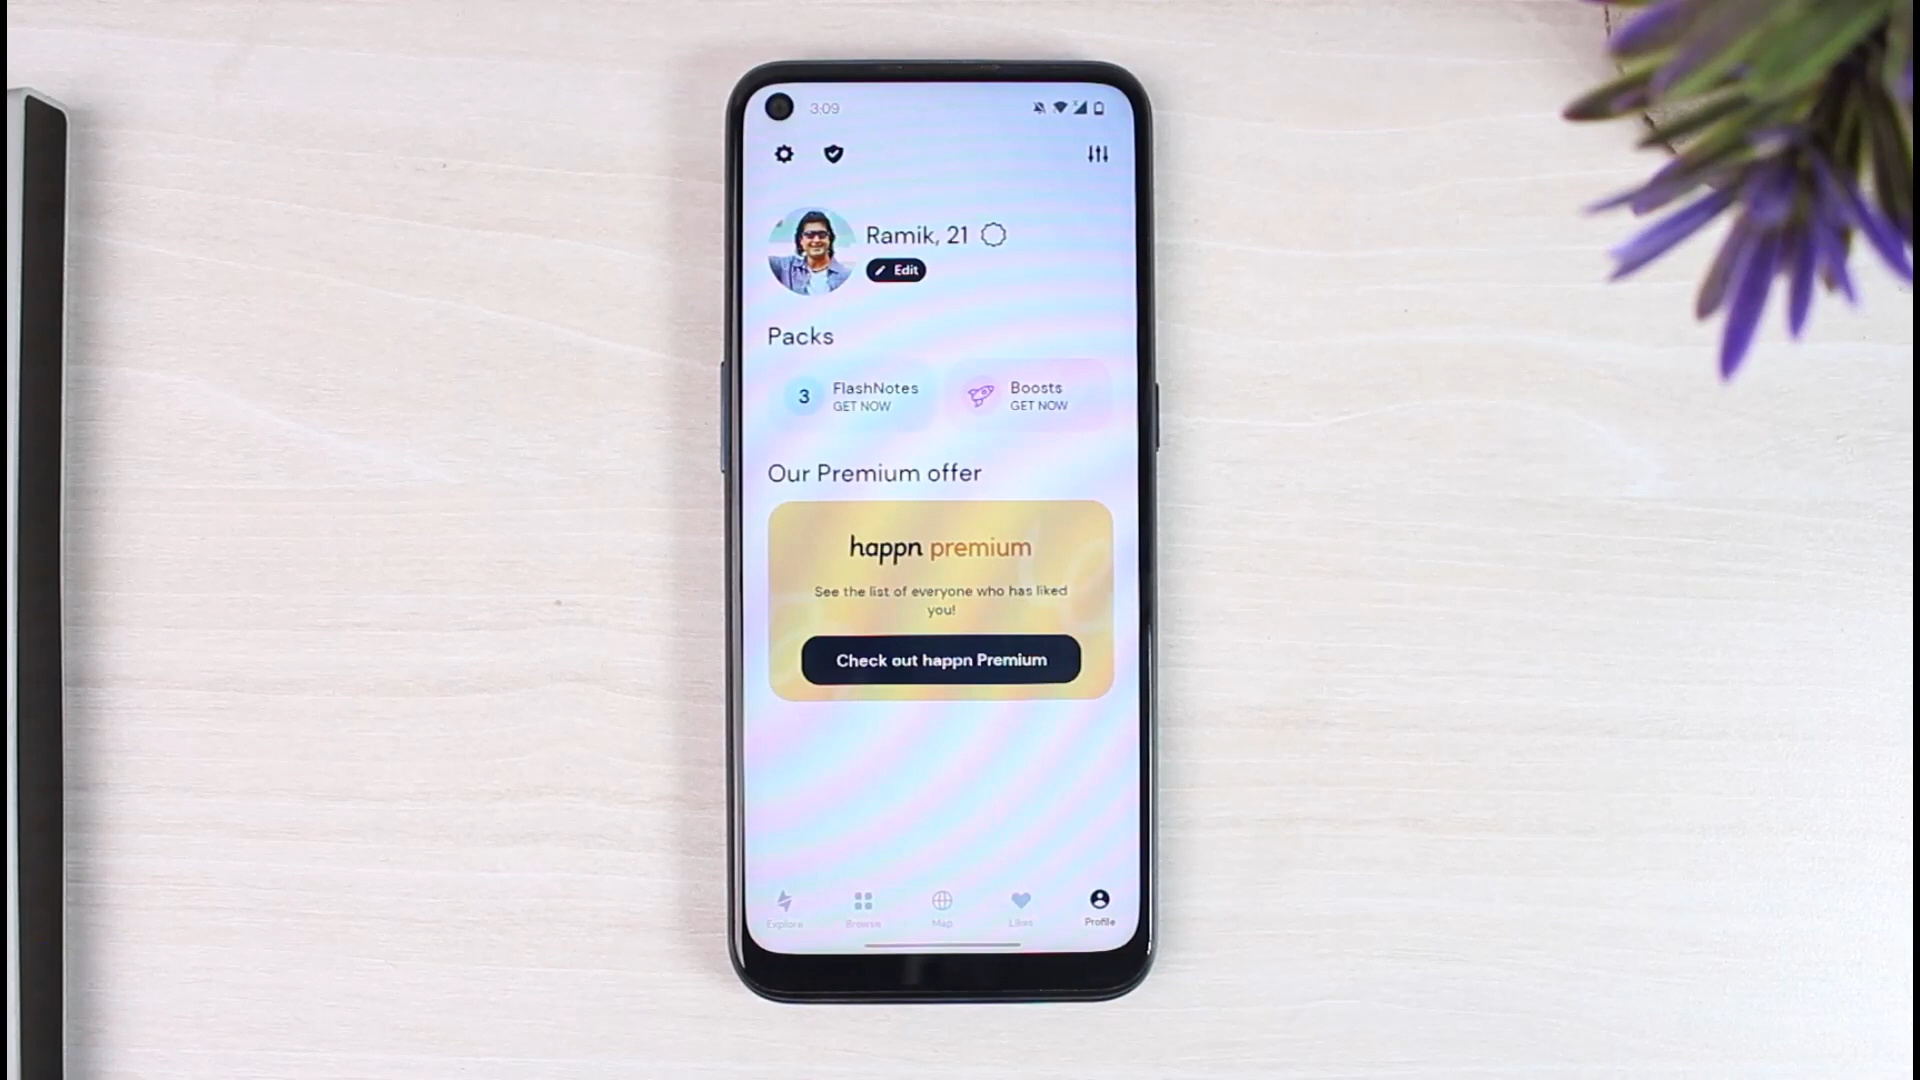 3:09
Ramik, 21
Edit
Packs
3
FlashNotes
GET NOW
Boosts
GET NOW
Our Premium offer
happn premium
See the list of everyone who has liked
you!
Check out happn Premium
Explore
Browse
Map
Likes
Profile